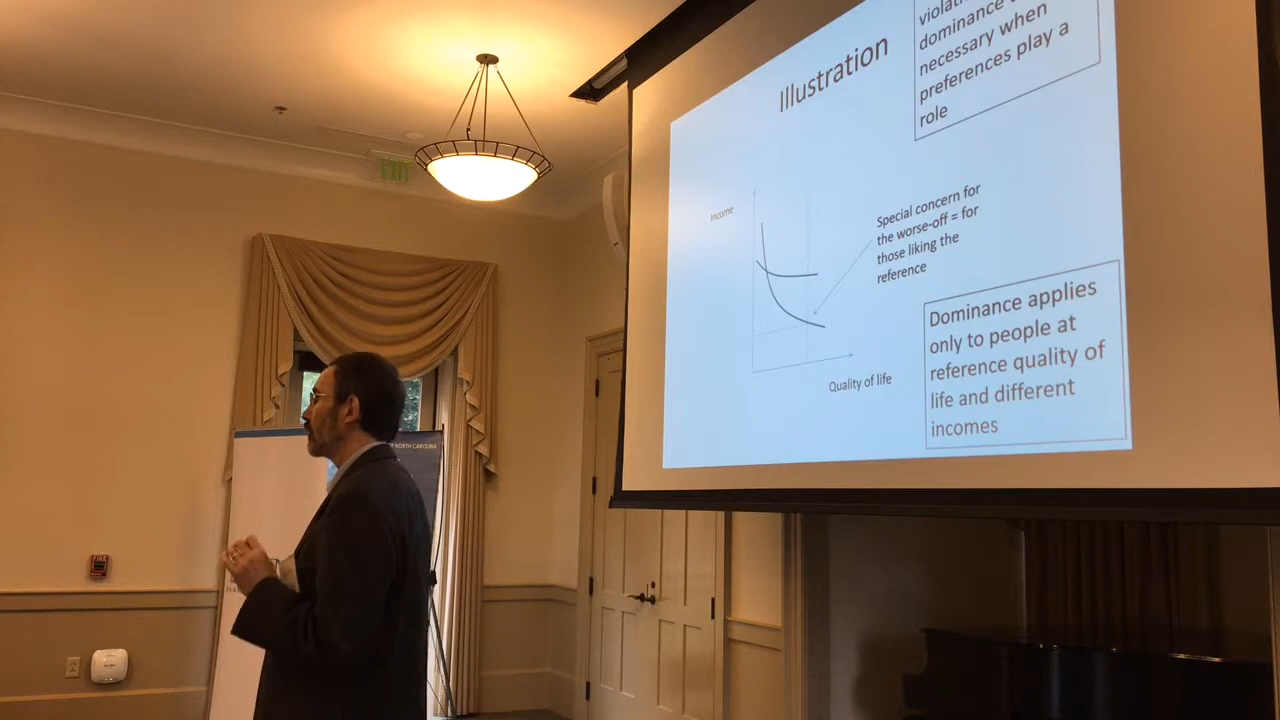 Illustration
dominance
necessary when
preferences play a
role
Income
Special concern for
the worse-off = for
those liking the
reference
Quality of life
Dominance applies
only to people at
reference quality of
life and different
incomes
NORTH CAROLINA
FIRE